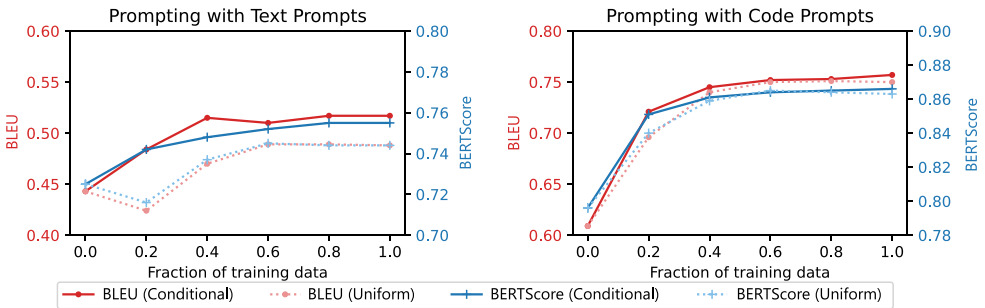 Prompting with Text Prompts
0.60
0.55
0.50
0.45
0.40
BLEU
0.80
0.78
0.76
0.74
0.72
0.70
BERTScore
0.0 0.2 0.4 0.6 0.8 1.0
Fraction of training data
Prompting with Code Prompts
0.80
0.75
0.70
0.65
0.60
BLEU
0.90
0.88
0.86
0.84
0.82
0.80
0.78
BERTScore
0.0 0.2 0.4 0.6 0.8 1.0
Fraction of training data
BLEU (Conditional) BLEU (Uniform) BERTScore (Conditional) BERTScore (Uniform)